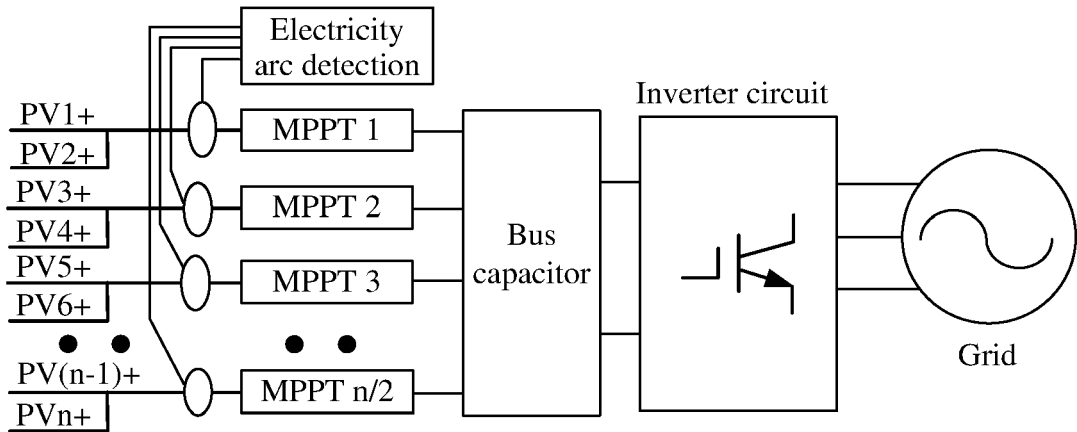 Electricity
arc detection
Inverter circuit
PV1+
MPPT 1
PV2+
PV3+
MPPT 2
PV4+
Bus
capacitor
PV5+
MPPT 3
PV6+
Grid
PV(n-1)+
MPPT n/2
PVn+